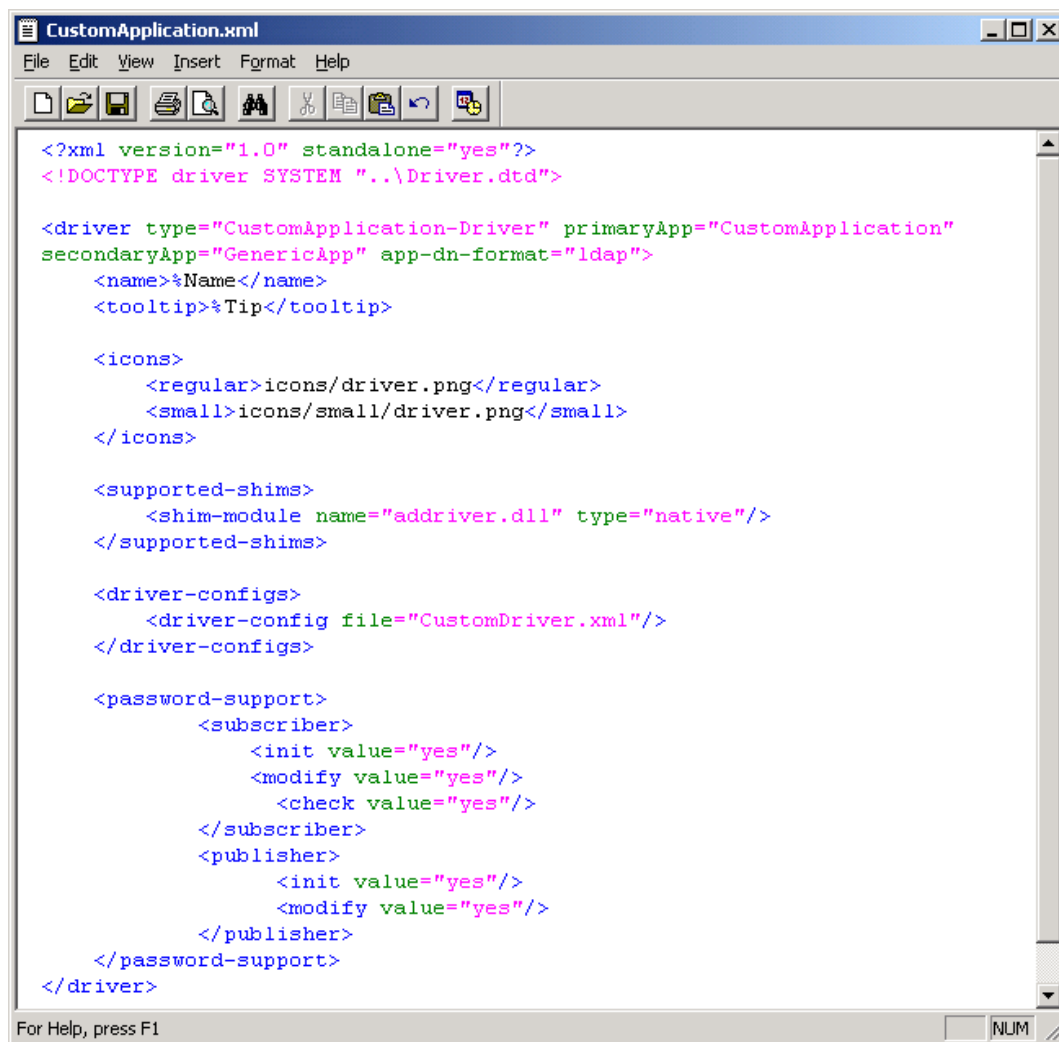 CustomApplication.xml
File Edit View Insert Format Help
<?xml version="1.0" standalone="yes"?>
<!DOCTYPE driver SYSTEM "..\Driver.dtd">
<driver type="CustomApplication-Driver" primaryApp="CustomApplication"
secondaryApp="GenericApp" app-dn-format="ldap">
<name>%Name</name>
<tooltip>%Tip</tooltip>
<icons>
<regular>icons/driver.png</regular>
<small>icons/small/driver.png</small>
</icons>
<supported-shims>
<shim-module name="addriver.dll" type="native"/>
</supported-shims>
<driver-configs>
<driver-config file="CustomDriver.xml"/>
</driver-configs>
<password-support>
<subscriber>
<init value="yes"/>
<modify value="yes"/>
<check value="yes"/>
</subscriber>
<publisher>
<init value="yes"/>
<modify value="yes"/>
</publisher>
</password-support>
</driver>
For Help, press F1
NUM